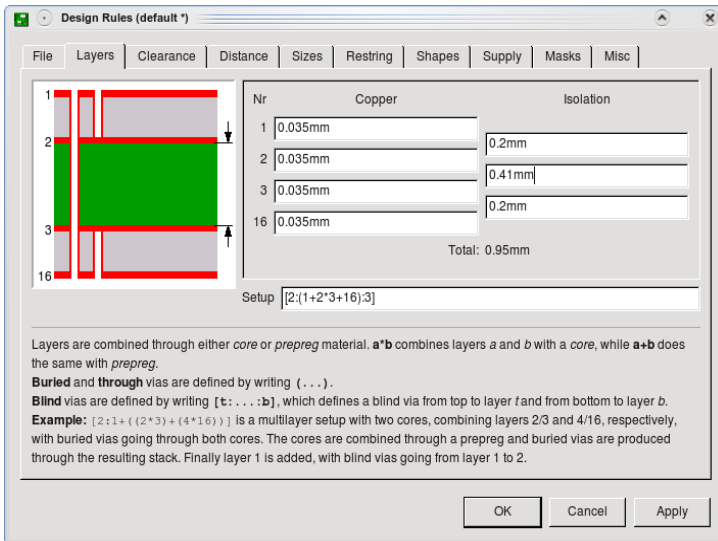 Design Rules (default *)
File Layers Clearance Distance Sizes Restring Shapes Supply Masks Misc
1
2
3
16
Nr Copper Isolation
1 0.035mm
0.2mm
2 0.035mm
0.41mm
3 0.035mm
0.2mm
16 0.035mm
Total: 0.95mm
Setup [2:(1+2*3+16):3]
Layers are combined through either core or prepreg material. a*b combines layers a and b with a core, while a+b does
the same with prepreg.
Buried and through vias are defined by writing (...).
Blind vias are defined by writing [t:...:b], which defines a blind via from top to layer t and from bottom to layer b.
Example: [2:1+((2*3)+(4*16))] is a multilayer setup with two cores, combining layers 2/3 and 4/16, respectively,
with buried vias going through both cores. The cores are combined through a prepreg and buried vias are produced
through the resulting stack. Finally layer 1 is added, with blind vias going from layer 1 to 2.
OK Cancel Apply